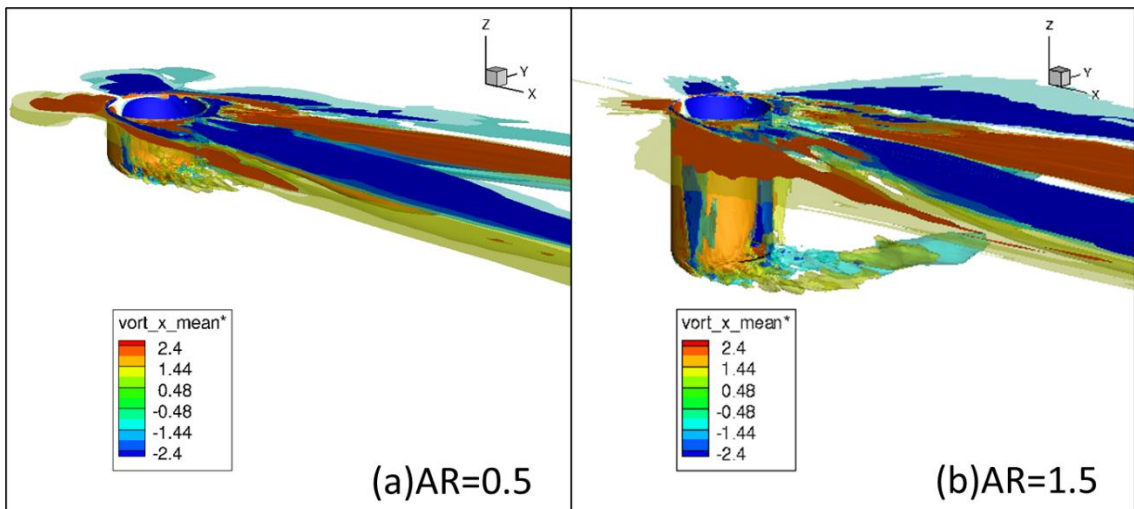 Z
Y
X
vort_x_mean*
2.4
1.44
0.48
-0.48
-1.44
-2.4
(a)AR=0.5
z
Y
X
vort_x_mean*
2.4
1.44
0.48
-0.48
-1.44
-2.4
(b)AR=1.5